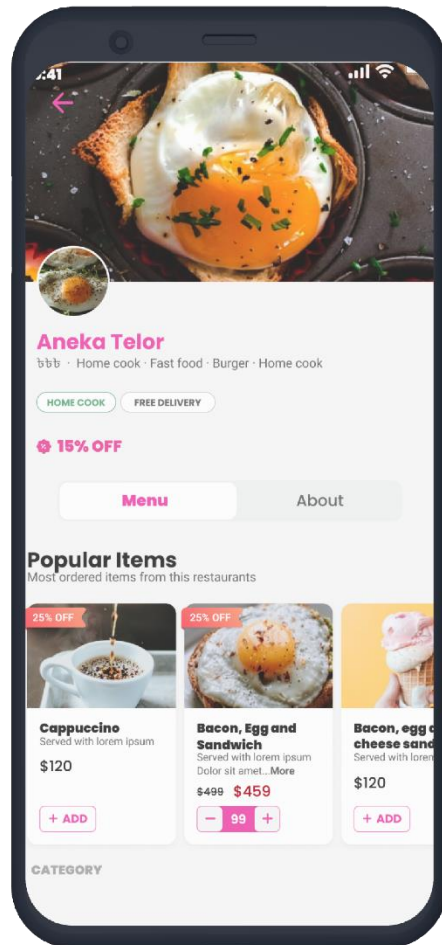 9:41
Aneka Telor
৳৳৳ · Home cook · Fast food · Burger · Home cook
HOME COOK FREE DELIVERY
15% OFF
Menu About
Popular Items
Most ordered items from this restaurants
25% OFF 25% OFF
Cappuccino
Served with lorem ipsum
$120
+ ADD
Bacon, Egg and
Sandwich
Served with lorem ipsum
Dolor sit amet...More
$499 $459
− 99 +
Bacon, egg
cheese sand
Served with lorem
$120
+ ADD
CATEGORY